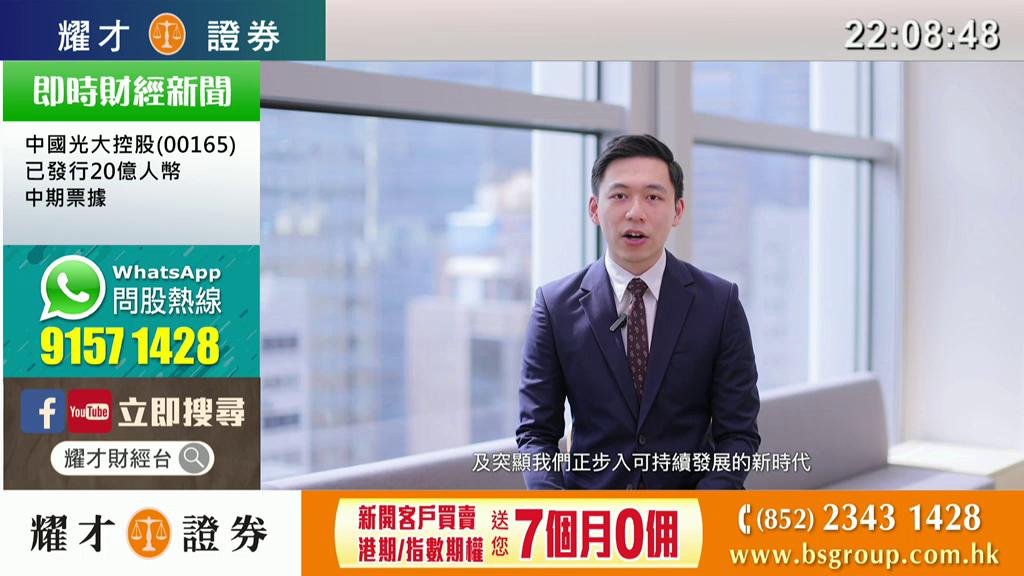 耀才證券
22:08:48
即時財經新聞
中國光大控股(00165)
已發行20億人幣
中期票據
WhatsApp
問股熱線
9157 1428
f YouTube 立即搜尋
耀才財經台
及突顯我們正步入可持續發展的新時代
耀才證券
新開客戶買賣
港期/指數期權
送您
7個月0佣
(852) 2343 1428
www.bsgroup.com.hk